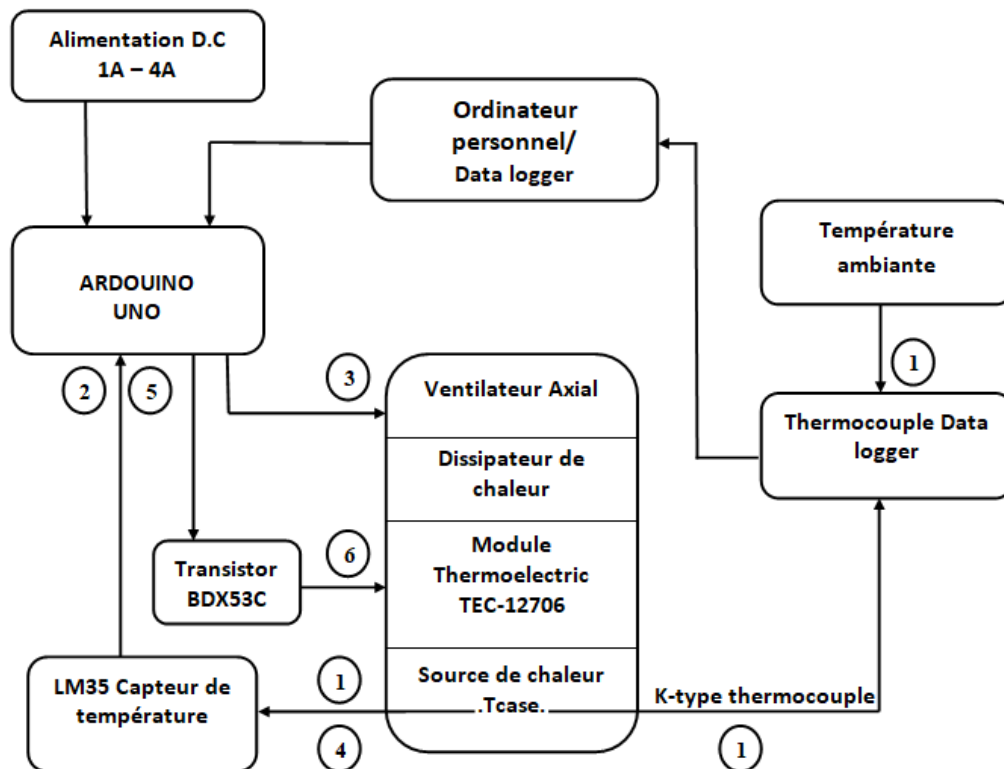 Alimentation D.C
1A – 4A
Ordinateur
personnel/
Data logger
Température
ambiante
ARDOUINO
UNO
2
5
3
1
Ventilateur Axial
Thermocouple Data
logger
Dissipateur de
chaleur
6
Module
Thermoelectric
TEC-12706
Transistor
BDX53C
LM35 Capteur de
température
1
4
Source de chaleur
.Tcase.
K-type thermocouple
1